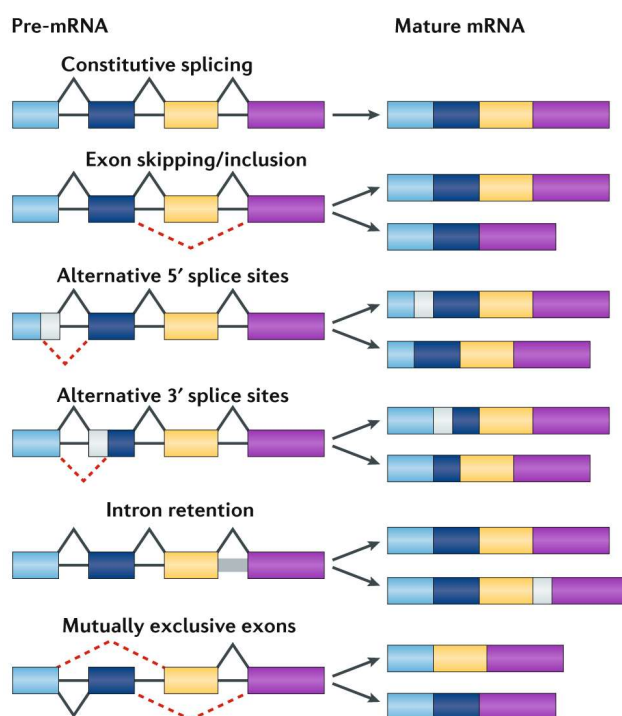 Pre-mRNA
Mature mRNA
Constitutive splicing
Exon skipping/inclusion
Alternative 5′ splice sites
Alternative 3′ splice sites
Intron retention
Mutually exclusive exons